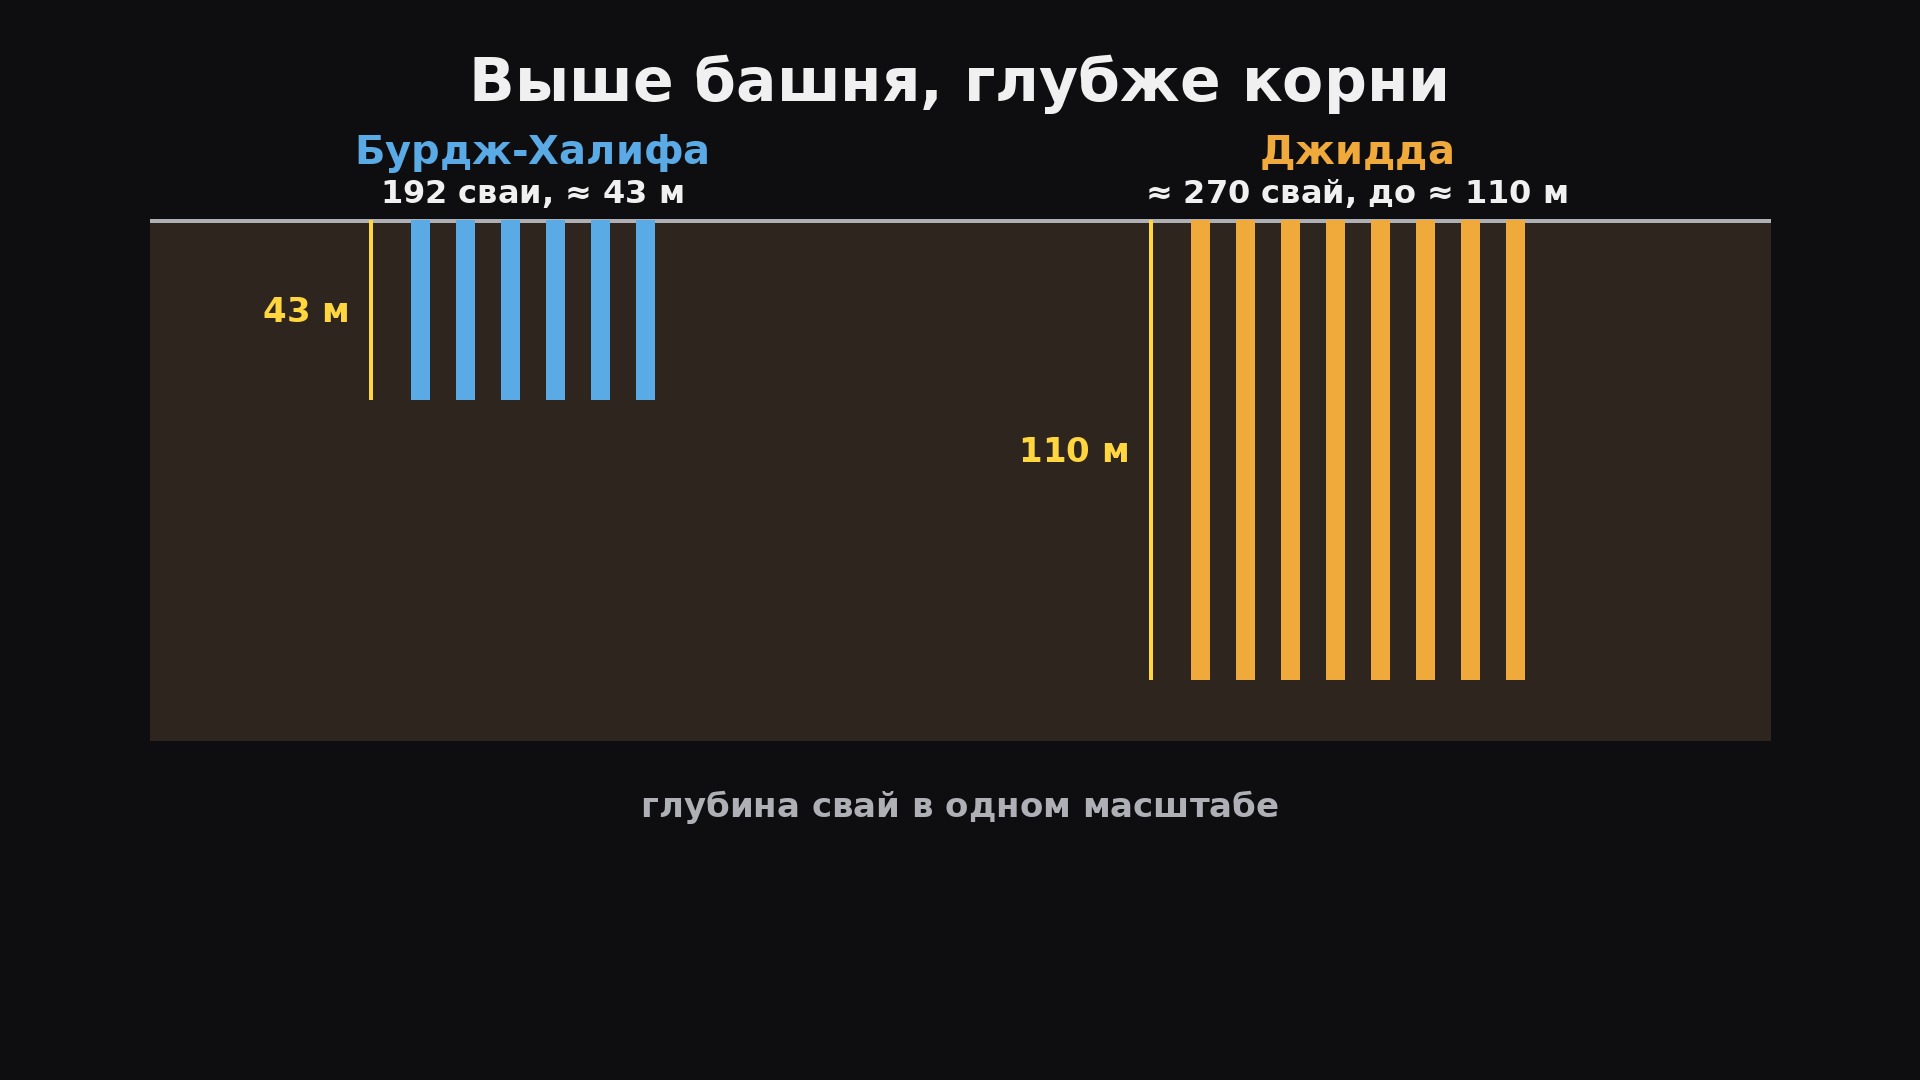 Выше башня, глубже корни
Бурдж-Халифа
192 сваи, ≈ 43 м
Джидда
≈ 270 свай, до ≈ 110 м
43 м
110 м
глубина свай в одном масштабе